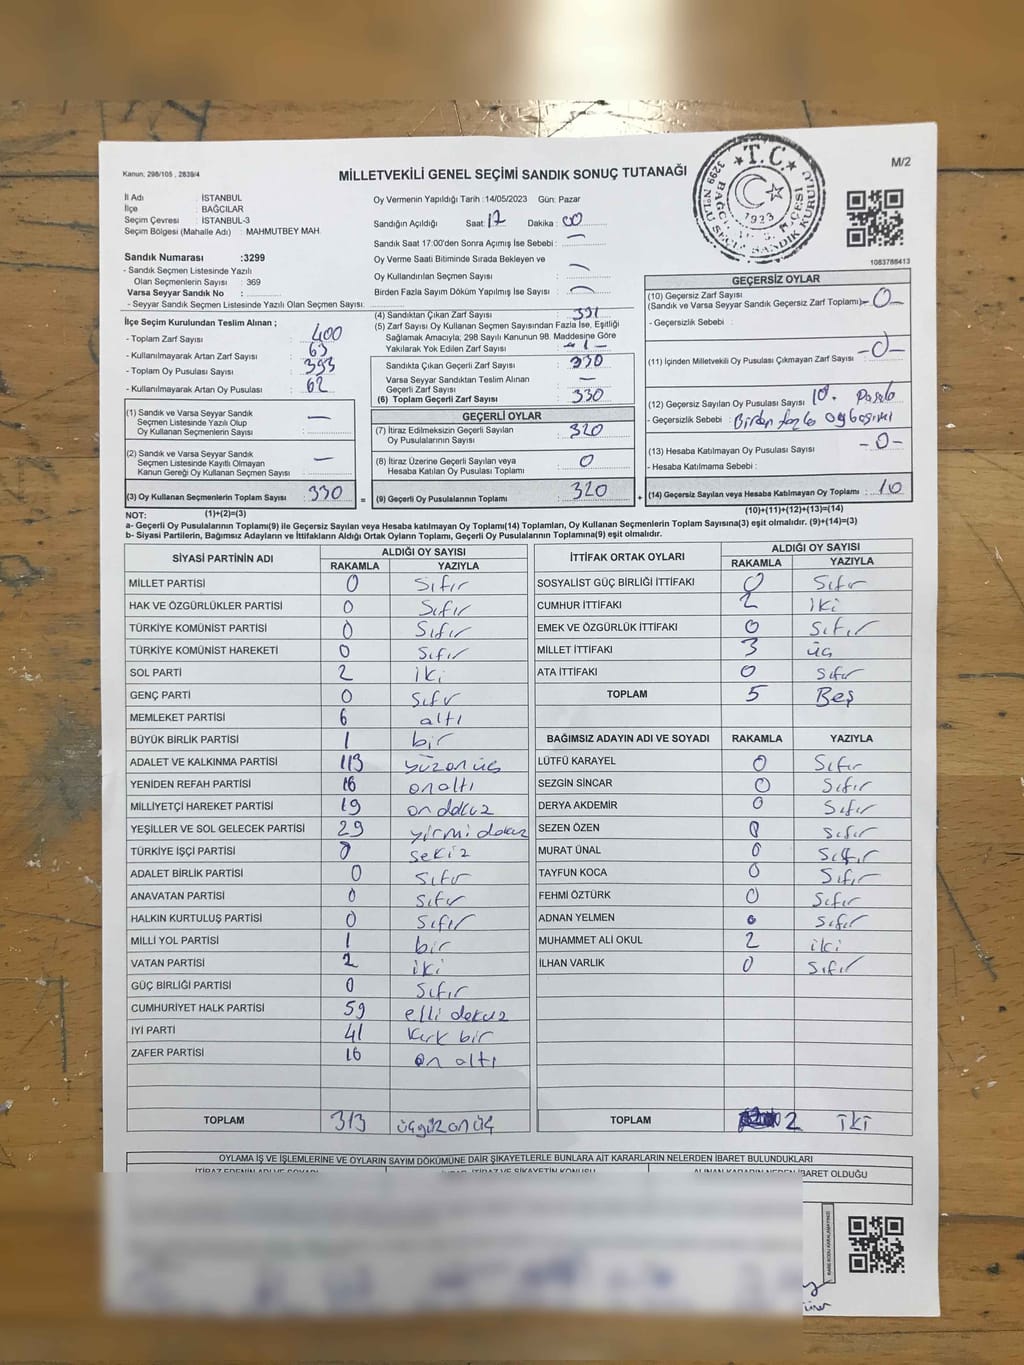 Kanun, 298/105 , 2839/4
MİLLETVEKİLİ GENEL SEÇİMİ SANDIK SONUÇ TUTANAĞI
M/2
T.C.
1923
İl Adı : İSTANBUL
İlçe : BAĞCILAR
Seçim Çevresi : İSTANBUL-3
Seçim Bölgesi (Mahalle Adı) : MAHMUTBEY MAH.
Oy Vermenin Yapıldığı Tarih : 14/05/2023 Gün: Pazar
Sandığın Açıldığı Saat: 17 Dakika : 00
Sandık Saat 17:00'den Sonra Açımış İse Sebebi : —
Oy Verme Saati Bitiminde Sırada Bekleyen ve
Oy Kullandırılan Seçmen Sayısı : —
Birden Fazla Sayım Döküm Yapılmış İse Sayısı : —
1083786413
Sandık Numarası :3299
- Sandık Seçmen Listesinde Yazılı
Olan Seçmenlerin Sayısı : 369
Varsa Seyyar Sandık No :
- Seyyar Sandık Seçmen Listesinde Yazılı Olan Seçmen Sayısı:
İlçe Seçim Kurulundan Teslim Alınan ;
- Toplam Zarf Sayısı : 400
- Kullanılmayarak Artan Zarf Sayısı : 63
- Toplam Oy Pusulası Sayısı : 393
- Kullanılmayarak Artan Oy Pusulası : 62
(1) Sandık ve Varsa Seyyar Sandık
Seçmen Listesinde Yazılı Olup
Oy Kullanan Seçmenlerin Sayısı : —
(2) Sandık ve Varsa Seyyar Sandık
Seçmen Listesinde Kayıtlı Olmayan
Kanun Gereği Oy Kullanan Seçmen Sayısı : —
(3) Oy Kullanan Seçmenlerin Toplam Sayısı : 330
(4) Sandıktan Çıkan Zarf Sayısı : 331
(5) Zarf Sayısı Oy Kullanan Seçmen Sayısından Fazla İse, Eşitliği
Sağlamak Amacıyla; 298 Sayılı Kanunun 98. Maddesine Göre
Yakılarak Yok Edilen Zarf Sayısı : - 1 -
Sandıkta Çıkan Geçerli Zarf Sayısı : 330
Varsa Seyyar Sandıktan Teslim Alınan
Geçerli Zarf Sayısı : —
(6) Toplam Geçerli Zarf Sayısı : 330
GEÇERLİ OYLAR
(7) İtiraz Edilmeksizin Geçerli Sayılan
Oy Pusulalarının Sayısı : 320
(8) İtiraz Üzerine Geçerli Sayılan veya
Hesaba Katılan Oy Pusulası Toplamı : 0
= (9) Geçerli Oy Pusulalarının Toplamı : 320
GEÇERSİZ OYLAR
(10) Geçersiz Zarf Sayısı
(Sandık ve Varsa Seyyar Sandık Geçersiz Zarf Toplamı) -0-
- Geçersizlik Sebebi :
(11) İçinden Milletvekili Oy Pusulası Çıkmayan Zarf Sayısı -0-
(12) Geçersiz Sayılan Oy Pusulası Sayısı 10.
- Geçersizlik Sebebi : Birden fazla
(13) Hesaba Katılmayan Oy Pusulası Sayısı : -0-
- Hesaba Katılmama Sebebi :
+ (14) Geçersiz Sayılan veya Hesaba Katılmayan Oy Toplamı : 10
NOT: (1)+(2)=(3)
(10)+(11)+(12)+(13)=(14)
a- Geçerli Oy Pusulalarının Toplamı(9) ile Geçersiz Sayılan veya Hesaba katılmayan Oy Toplamı(14) Toplamları, Oy Kullanan Seçmenlerin Toplam Sayısına(3) eşit olmalıdır. (9)+(14)=(3)
b- Siyasi Partilerin, Bağımsız Adayların ve İttifakların Aldığı Ortak Oyların Toplamı, Geçerli Oy Pusulalarının Toplamına(9) eşit olmalıdır.
SİYASİ PARTİNİN ADI ALDIĞI OY SAYISI
RAKAMLA YAZIYLA
MİLLET PARTİSİ 0 Sıfır
HAK VE ÖZGÜRLÜKLER PARTİSİ 0 Sıfır
TÜRKİYE KOMÜNİST PARTİSİ 0 Sıfır
TÜRKİYE KOMÜNİST HAREKETİ 0 Sıfır
SOL PARTİ 2 iki
GENÇ PARTİ 0 Sıfır
MEMLEKET PARTİSİ 6 altı
BÜYÜK BİRLİK PARTİSİ 1 bir
ADALET VE KALKINMA PARTİSİ 113 yüzonüç
YENİDEN REFAH PARTİSİ 16 onaltı
MİLLİYETÇİ HAREKET PARTİSİ 19 on dokuz
YEŞİLLER VE SOL GELECEK PARTİSİ 29 yirmi dokuz
TÜRKİYE İŞÇİ PARTİSİ 8 sekiz
ADALET BİRLİK PARTİSİ 0 Sıfır
ANAVATAN PARTİSİ 0 Sıfır
HALKIN KURTULUŞ PARTİSİ 0 Sıfır
MİLLİ YOL PARTİSİ 1 bir
VATAN PARTİSİ 2 iki
GÜÇ BİRLİĞİ PARTİSİ 0 Sıfır
CUMHURİYET HALK PARTİSİ 59 elli dokuz
İYİ PARTİ 41 kırk bir
ZAFER PARTİSİ 16 on altı
TOPLAM 313 üçyüzonüç
İTTİFAK ORTAK OYLARI ALDIĞI OY SAYISI
RAKAMLA YAZIYLA
SOSYALİST GÜÇ BİRLİĞİ İTTİFAKI 0 Sıfır
CUMHUR İTTİFAKI 2 iki
EMEK VE ÖZGÜRLÜK İTTİFAKI 0 Sıfır
MİLLET İTTİFAKI 3 üç
ATA İTTİFAKI 0 Sıfır
TOPLAM 5 Beş
BAĞIMSIZ ADAYIN ADI VE SOYADI RAKAMLA YAZIYLA
LÜTFÜ KARAYEL 0 Sıfır
SEZGİN SİNCAR 0 Sıfır
DERYA AKDEMİR 0 Sıfır
SEZEN ÖZEN 0 Sıfır
MURAT ÜNAL 0 Sıfır
TAYFUN KOCA 0 Sıfır
FEHMİ ÖZTÜRK 0 Sıfır
ADNAN YELMEN 0 Sıfır
MUHAMMET ALİ OKUL 2 iki
İLHAN VARLIK 0 Sıfır
TOPLAM 2 İki
OYLAMA İŞ VE İŞLEMLERİNE VE OYLARIN SAYIM DÖKÜMÜNE DAİR ŞİKAYETLERLE BUNLARA AİT KARARLARIN NELERDEN İBARET BULUNDUKLARI
ALINAN KARARIN NEDEN İBARET OLDUĞU